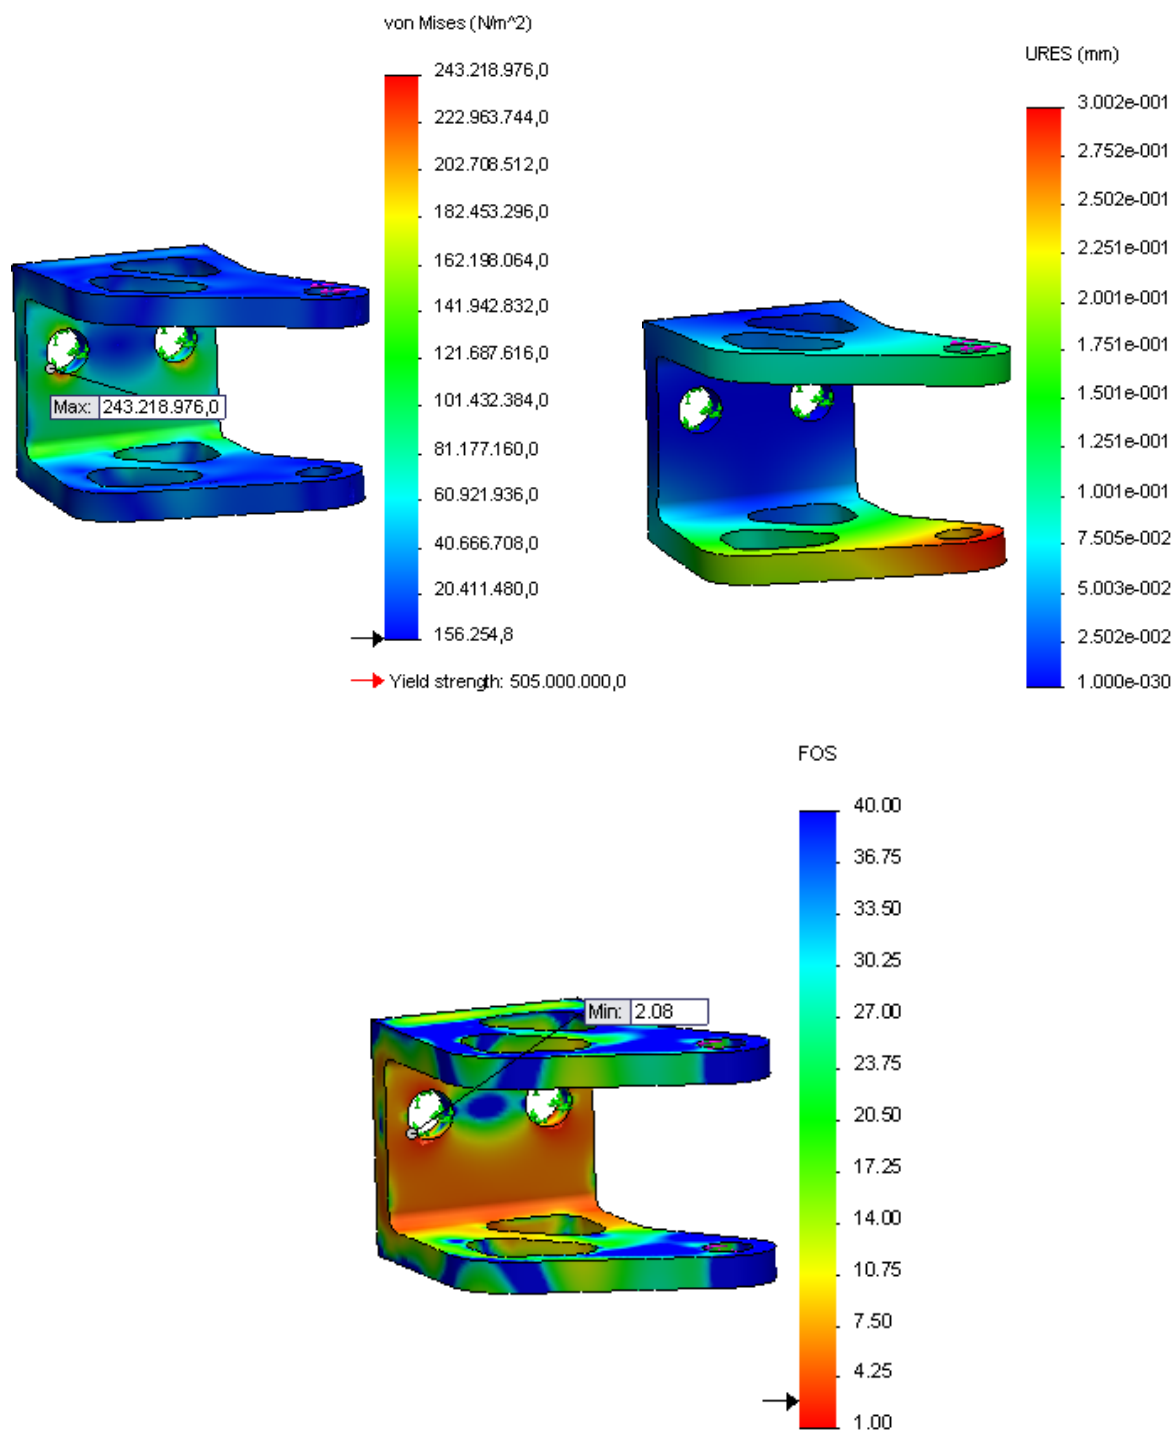 von Mises (N/m^2)
243.218.976,0
222.963.744,0
202.708.512,0
182.453.296,0
162.198.064,0
141.942.832,0
121.687.616,0
101.432.384,0
81.177.160,0
60.921.936,0
40.666.708,0
20.411.480,0
156.254,8
Yield strength: 505.000.000,0
Max: 243.218.976,0
URES (mm)
3.002e-001
2.752e-001
2.502e-001
2.251e-001
2.001e-001
1.751e-001
1.501e-001
1.251e-001
1.001e-001
7.505e-002
5.003e-002
2.502e-002
1.000e-030
FOS
40.00
36.75
33.50
30.25
27.00
23.75
20.50
17.25
14.00
10.75
7.50
4.25
1.00
Min: 2.08